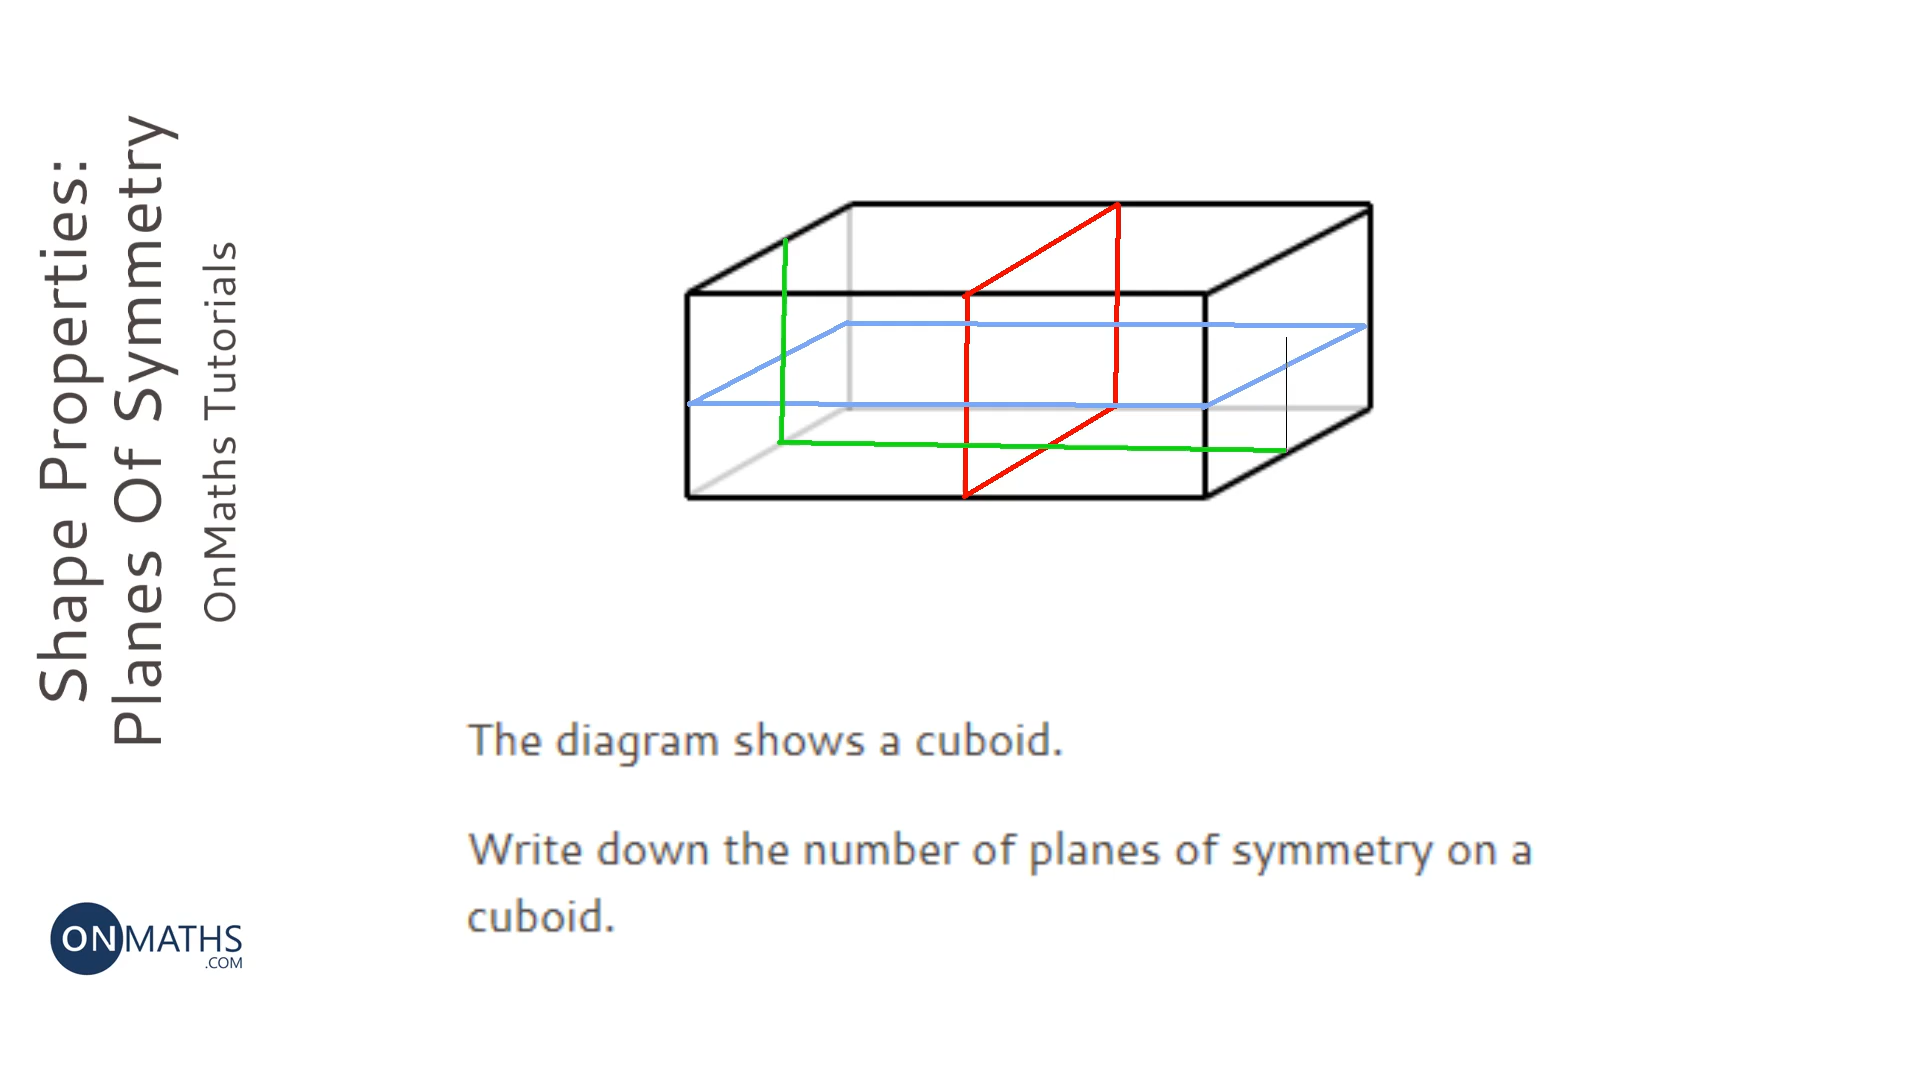 Shape Properties:
Planes Of Symmetry
OnMaths Tutorials
The diagram shows a cuboid.
Write down the number of planes of symmetry on a
cuboid.
ONMATHS
.COM